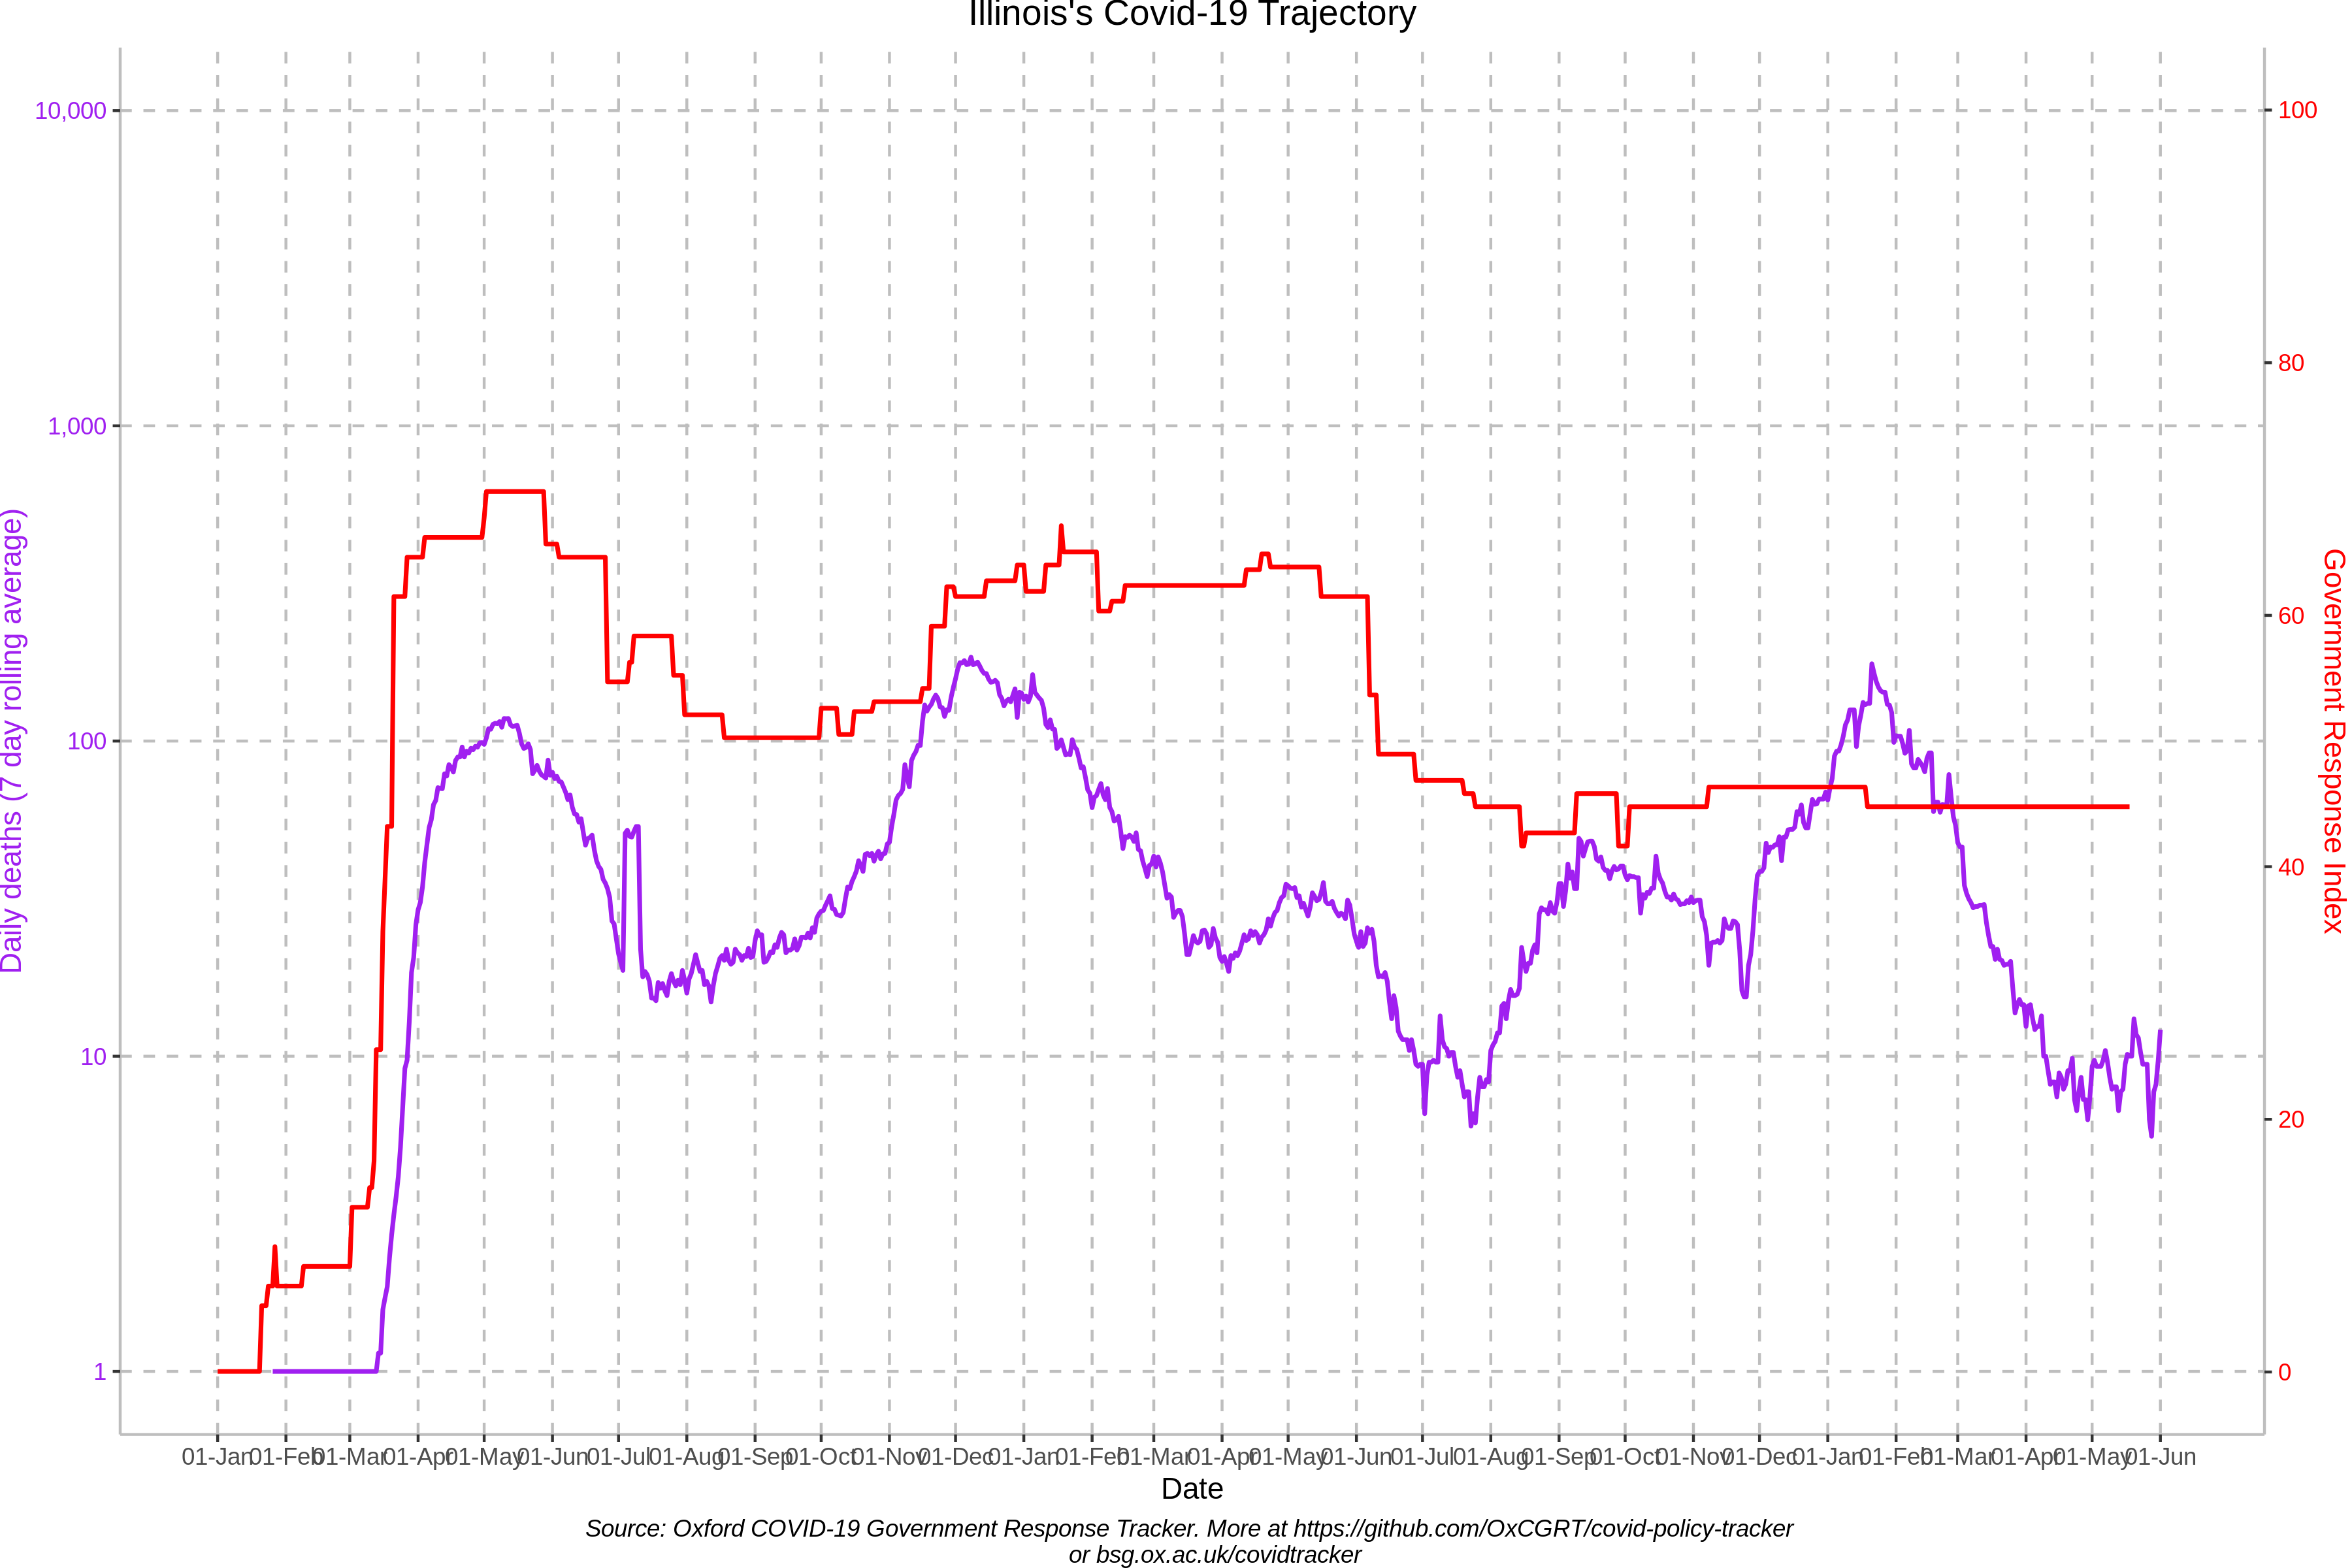 Illinois's Covid-19 Trajectory
10,000
1,000
100
10
1
Daily deaths (7 day rolling average)
100
80
60
40
20
0
Government Response Index
01-Jan 01-Feb 01-Mar 01-Apr 01-May 01-Jun 01-Jul 01-Aug 01-Sep 01-Oct 01-Nov 01-Dec 01-Jan 01-Feb 01-Mar 01-Apr 01-May 01-Jun 01-Jul 01-Aug 01-Sep 01-Oct 01-Nov 01-Dec 01-Jan 01-Feb 01-Mar 01-Apr 01-May 01-Jun
Date
Source: Oxford COVID-19 Government Response Tracker. More at https://github.com/OxCGRT/covid-policy-tracker
or bsg.ox.ac.uk/covidtracker